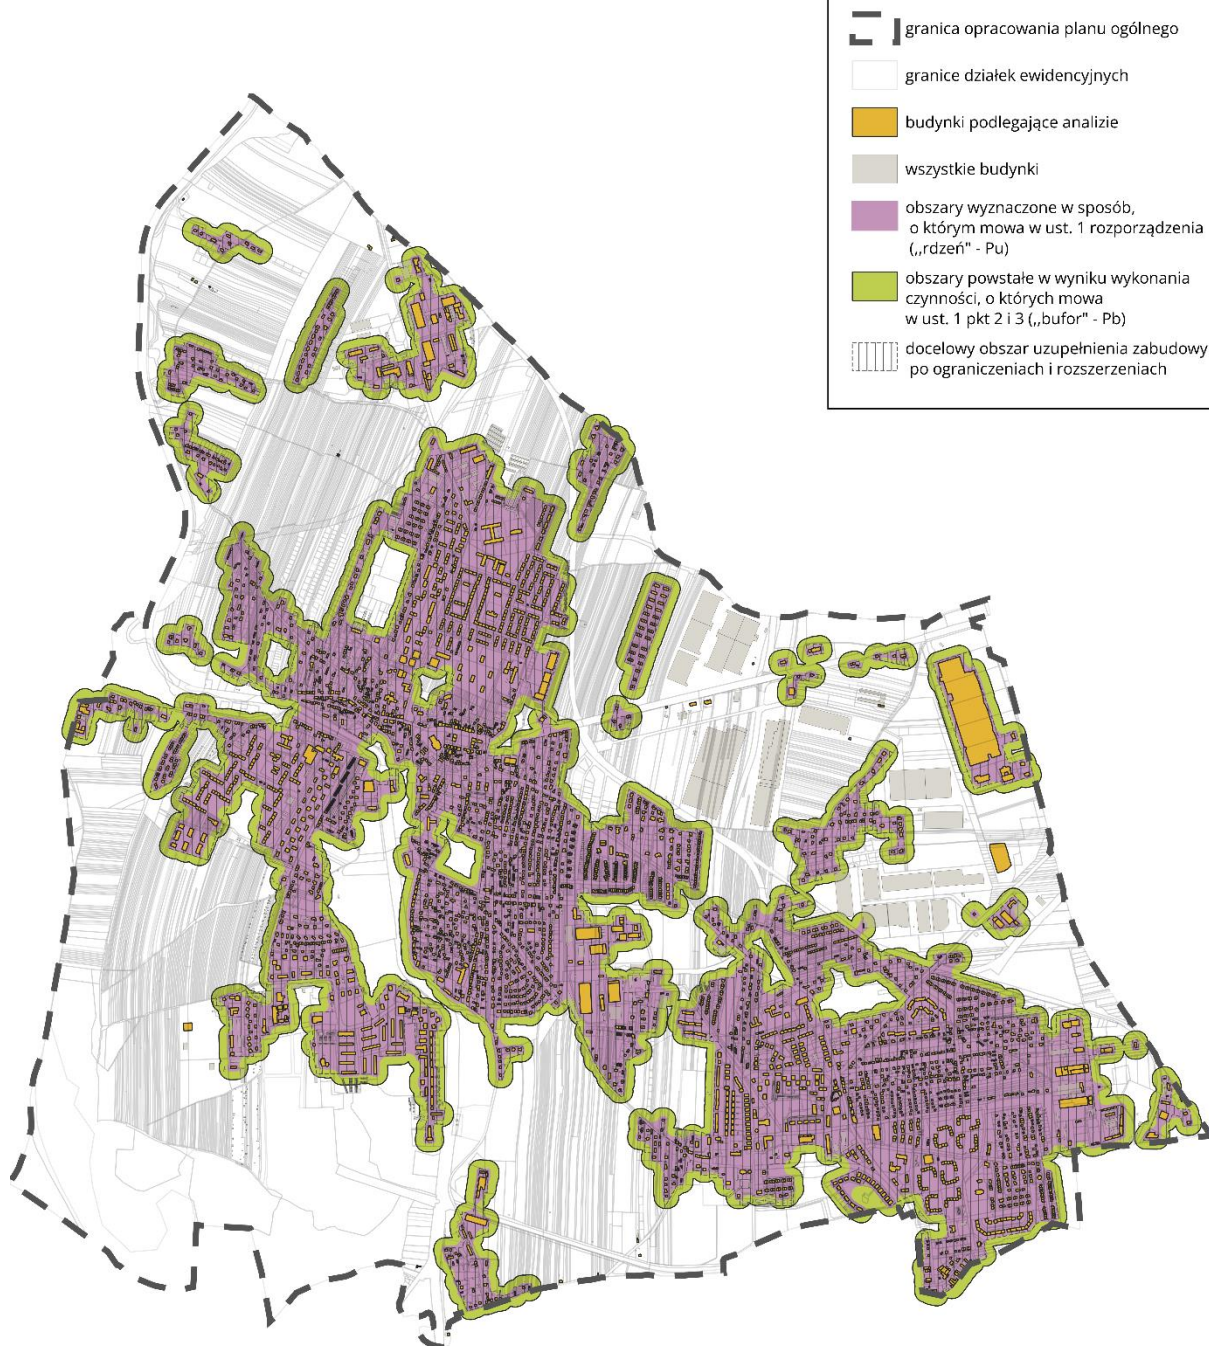 granica opracowania planu ogólnego
granice działek ewidencyjnych
budynki podlegające analizie
wszystkie budynki
obszary wyznaczone w sposób,
o którym mowa w ust. 1 rozporządzenia
(,,rdzeń" - Pu)
obszary powstałe w wyniku wykonania
czynności, o których mowa
w ust. 1 pkt 2 i 3 (,,bufor" - Pb)
docelowy obszar uzupełnienia zabudowy
po ograniczeniach i rozszerzeniach